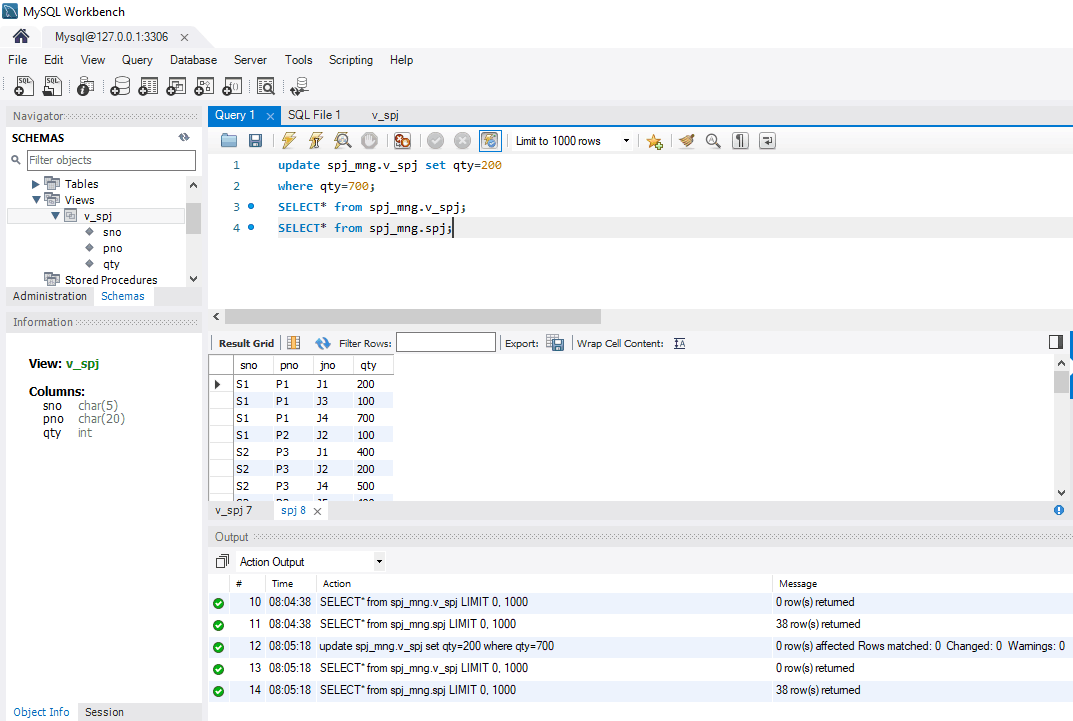 MySQL Workbench
Mysql@127.0.0.1:3306
File Edit View Query Database Server Tools Scripting Help
Navigator
SCHEMAS
Filter objects
Tables
Views
v_spj
sno
pno
qty
Stored Procedures
Administration Schemas
Information
View: v_spj
Columns:
sno char(5)
pno char(20)
qty int
Object Info Session
Query 1 SQL File 1 v_spj
Limit to 1000 rows
1 update spj_mng.v_spj set qty=200
2 where qty=700;
3 SELECT* from spj_mng.v_spj;
4 SELECT* from spj_mng.spj;
Result Grid Filter Rows: Export: Wrap Cell Content:
sno pno jno qty
S1 P1 J1 200
S1 P1 J3 100
S1 P1 J4 700
S1 P2 J2 100
S2 P3 J1 400
S2 P3 J2 200
S2 P3 J4 500
v_spj 7 spj 8
Output
Action Output
# Time Action Message
10 08:04:38 SELECT* from spj_mng.v_spj LIMIT 0, 1000 0 row(s) returned
11 08:04:38 SELECT* from spj_mng.spj LIMIT 0, 1000 38 row(s) returned
12 08:05:18 update spj_mng.v_spj set qty=200 where qty=700 0 row(s) affected Rows matched: 0 Changed: 0 Warnings: 0
13 08:05:18 SELECT* from spj_mng.v_spj LIMIT 0, 1000 0 row(s) returned
14 08:05:18 SELECT* from spj_mng.spj LIMIT 0, 1000 38 row(s) returned